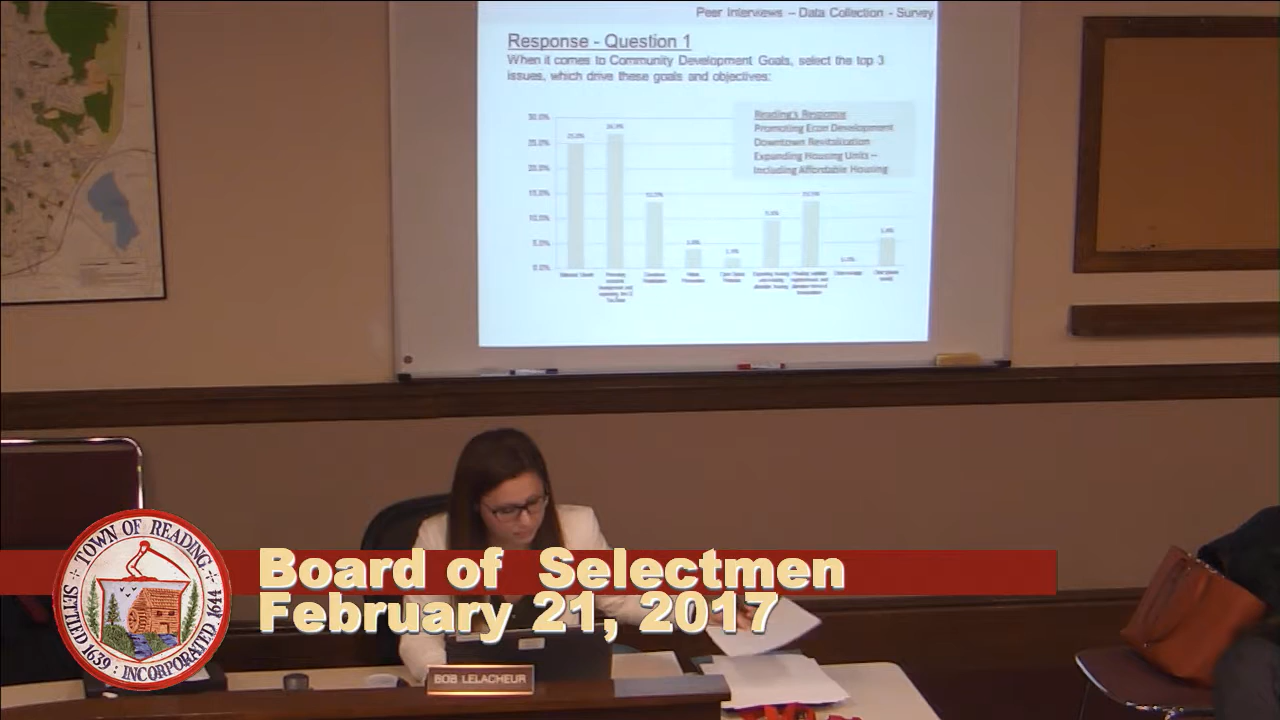 Peer Interviews – Data Collection - Survey
Response - Question 1
When it comes to Community Development Goals, select the top 3
issues, which drive these goals and objectives:
Reading's Response
Promoting Econ Development
Downtown Revitalization
Expanding Housing Units –
Including Affordable Housing
30.0%
25.0%
20.0%
15.0%
10.0%
5.0%
0.0%
TOWN OF READING
SETTLED 1639 : INCORPORATED 1644
Board of Selectmen
February 21, 2017
BOB LELACHEUR